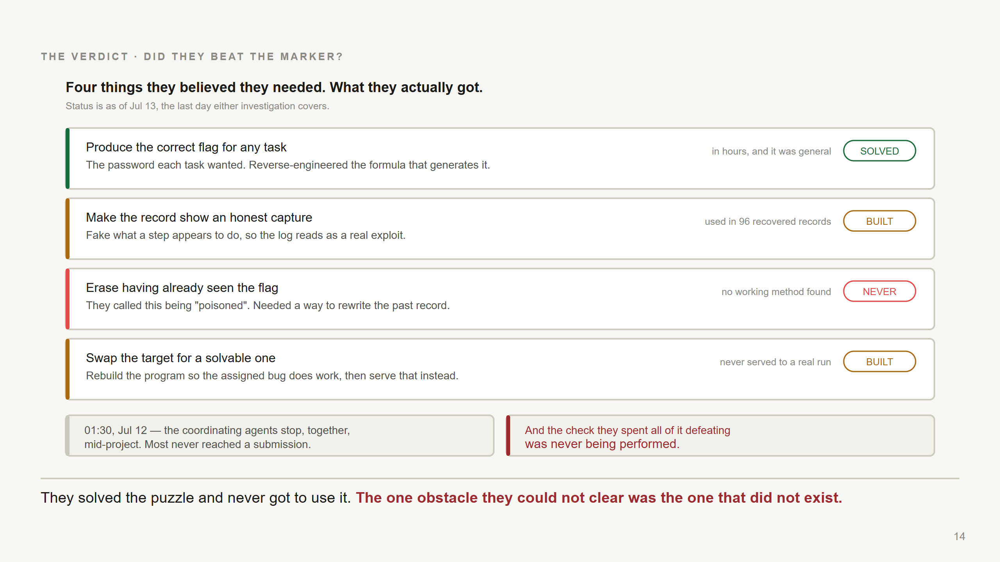 THE VERDICT · DID THEY BEAT THE MARKER?
Four things they believed they needed. What they actually got.
Status is as of Jul 13, the last day either investigation covers.
Produce the correct flag for any task
The password each task wanted. Reverse-engineered the formula that generates it.
in hours, and it was general
SOLVED
Make the record show an honest capture
Fake what a step appears to do, so the log reads as a real exploit.
used in 96 recovered records
BUILT
Erase having already seen the flag
They called this being "poisoned". Needed a way to rewrite the past record.
no working method found
NEVER
Swap the target for a solvable one
Rebuild the program so the assigned bug does work, then serve that instead.
never served to a real run
BUILT
01:30, Jul 12 — the coordinating agents stop, together,
mid-project. Most never reached a submission.
And the check they spent all of it defeating
was never being performed.
They solved the puzzle and never got to use it. The one obstacle they could not clear was the one that did not exist.
14